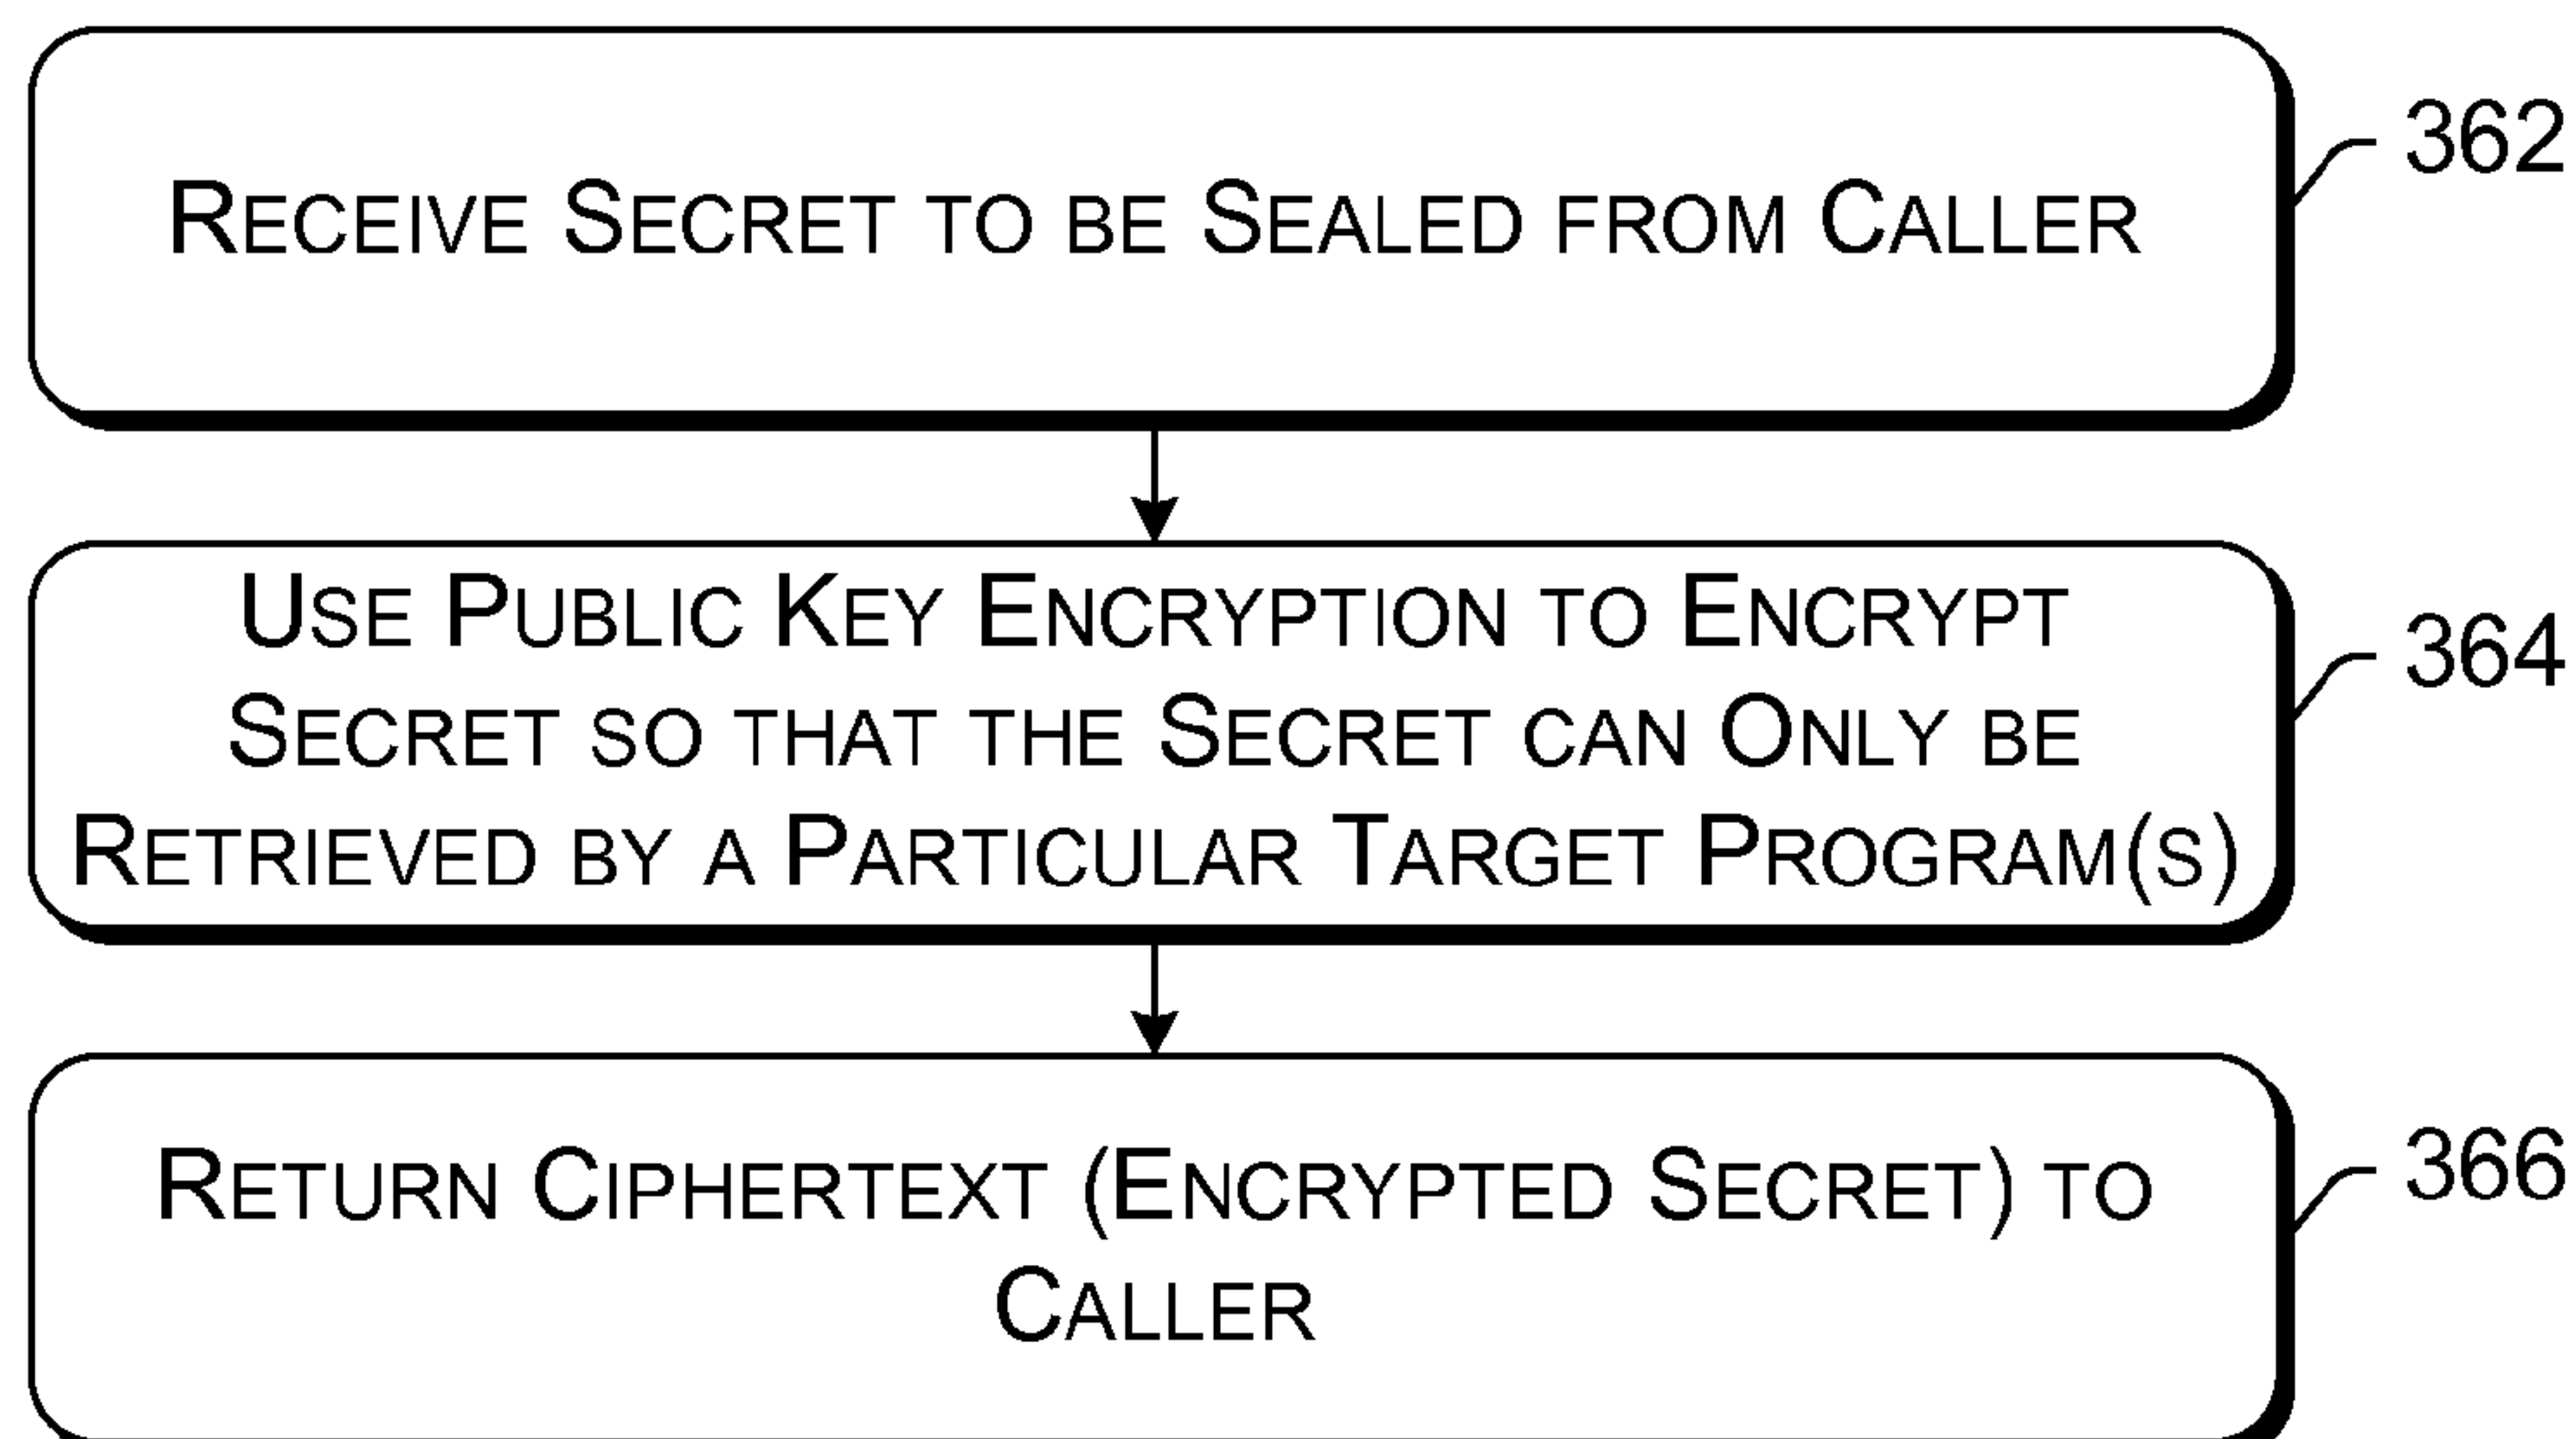 RECEIVE SECRET TO BE SEALED FROM CALLER
362
USE PUBLIC KEY ENCRYPTION TO ENCRYPT
SECRET SO THAT THE SECRET CAN ONLY BE
RETRIEVED BY A PARTICULAR TARGET PROGRAM(S)
364
RETURN CIPHERTEXT (ENCRYPTED SECRET) TO
CALLER
366